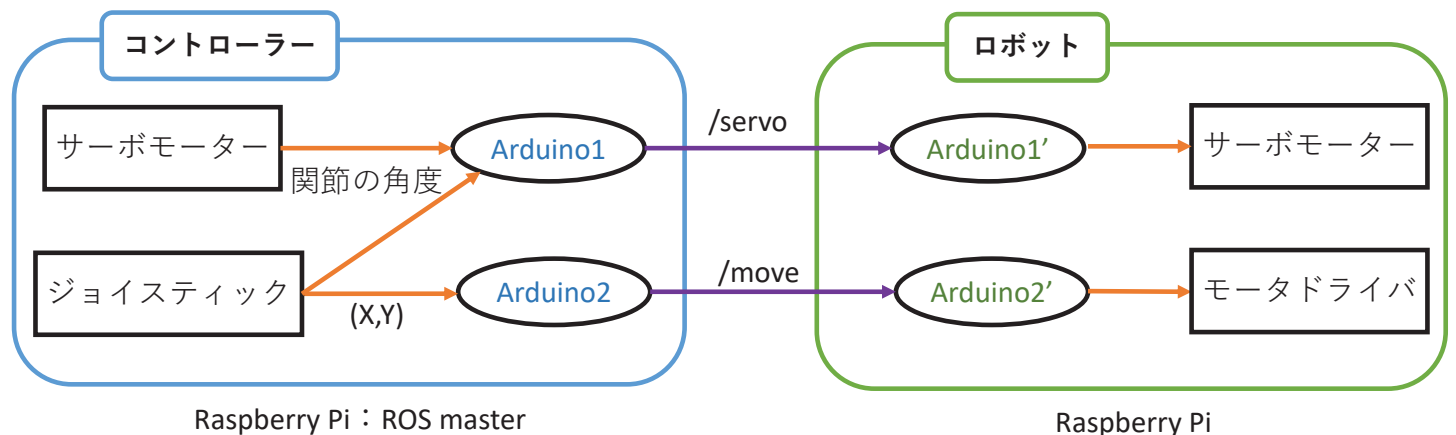 コントローラー
ロボット
サーボモーター
関節の角度
Arduino1
/servo
Arduino1’
サーボモーター
ジョイスティック
(X,Y)
Arduino2
/move
Arduino2’
モータドライバ
Raspberry Pi：ROS master
Raspberry Pi